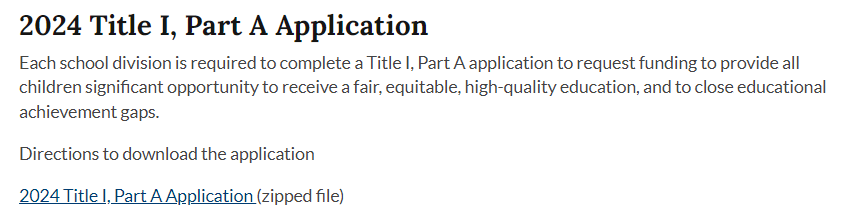 2024 Title I, Part A Application
Each school division is required to complete a Title I, Part A application to request funding to provide all
children significant opportunity to receive a fair, equitable, high-quality education, and to close educational
achievement gaps.
Directions to download the application
2024 Title I, Part A Application (zipped file)